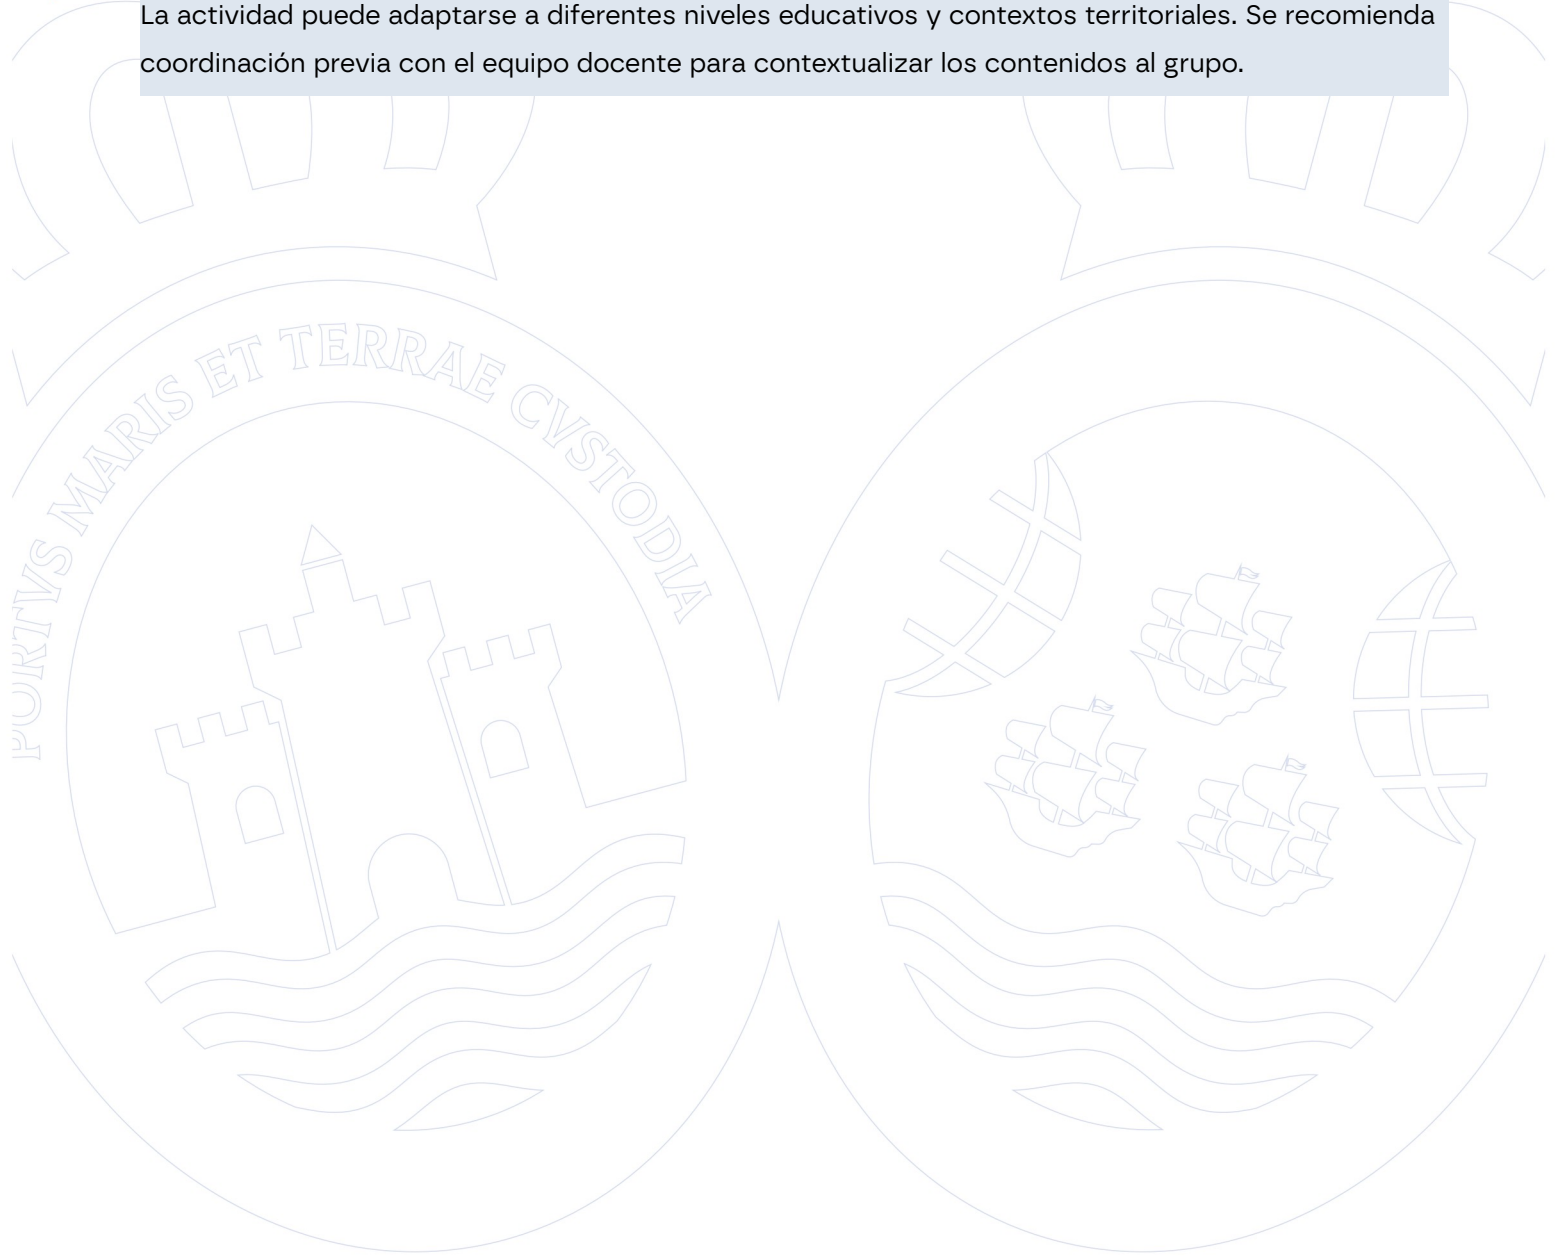 La actividad puede adaptarse a diferentes niveles educativos y contextos territoriales. Se recomienda
coordinación previa con el equipo docente para contextualizar los contenidos al grupo.
PORTVS MARIS ET TERRAE CVSTODIA